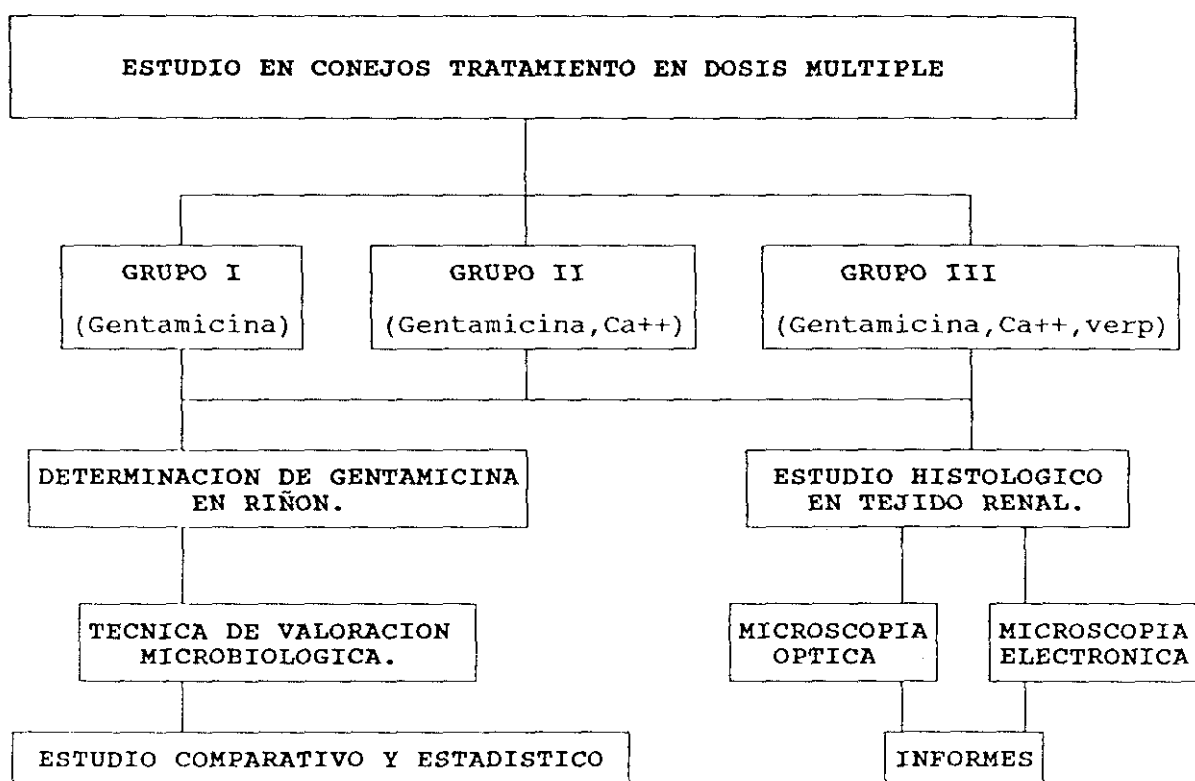 ESTUDIO EN CONEJOS TRATAMIENTO EN DOSIS MULTIPLE
GRUPO I
(Gentamicina)
GRUPO II
(Gentamicina,Ca++)
GRUPO III
(Gentamicina,Ca++,verp)
DETERMINACION DE GENTAMICINA
EN RIÑON.
ESTUDIO HISTOLOGICO
EN TEJIDO RENAL.
TECNICA DE VALORACION
MICROBIOLOGICA.
MICROSCOPIA
OPTICA
MICROSCOPIA
ELECTRONICA
ESTUDIO COMPARATIVO Y ESTADISTICO
INFORMES